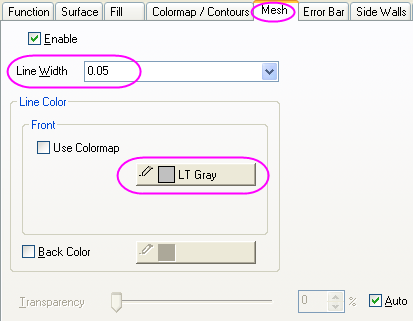 Function Surface Fill Colormap / Contours Mesh Error Bar Side Walls
Enable
Line Width 0.05
Line Color
Front
Use Colormap
LT Gray
Back Color
Transparency 0 % Auto